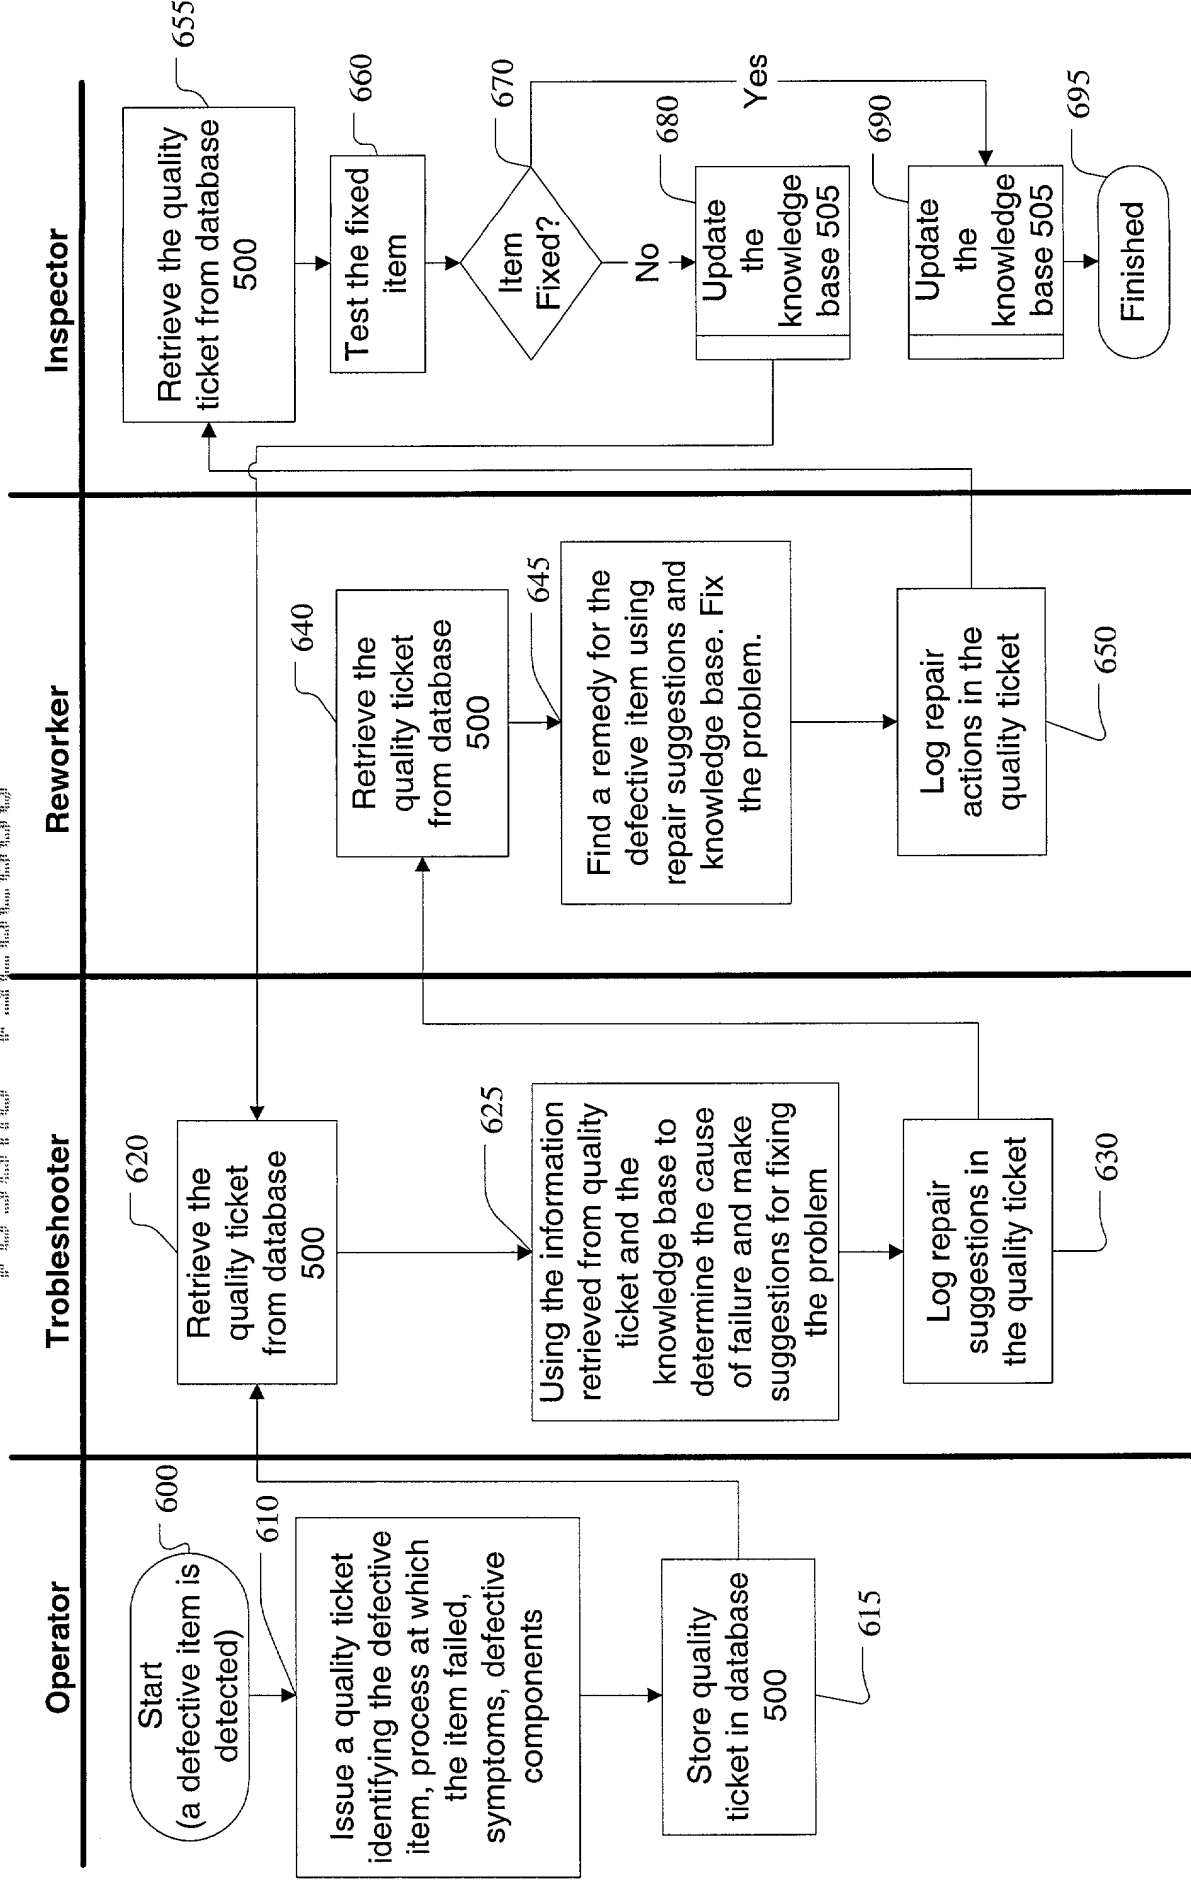 Operator
Trobleshooter
Reworker
Inspector
600
Start
(a defective item is
detected)
610
Issue a quality ticket
identifying the defective
item, process at which
the item failed,
symptoms, defective
components
Store quality
ticket in database
500
615
620
Retrieve the
quality ticket
from database
500
625
Using the information
retrieved from quality
ticket and the
knowledge base to
determine the cause
of failure and make
suggestions for fixing
the problem
Log repair
suggestions in
the quality ticket
630
640
Retrieve the
quality ticket
from database
500
645
Find a remedy for the
defective item using
repair suggestions and
knowledge base. Fix
the problem.
Log repair
actions in the
quality ticket
650
655
Retrieve the quality
ticket from database
500
660
Test the fixed
item
670
Item
Fixed?
No
Yes
680
Update
the
knowledge
base 505
690
Update
the
knowledge
base 505
695
Finished